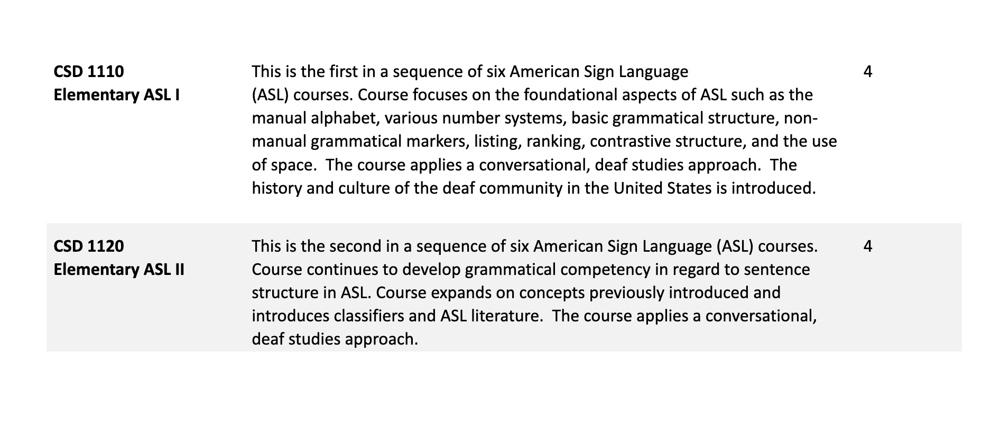 CSD 1110
Elementary ASL I
This is the first in a sequence of six American Sign Language
(ASL) courses. Course focuses on the foundational aspects of ASL such as the
manual alphabet, various number systems, basic grammatical structure, non-
manual grammatical markers, listing, ranking, contrastive structure, and the use
of space.  The course applies a conversational, deaf studies approach.  The
history and culture of the deaf community in the United States is introduced.
4
CSD 1120
Elementary ASL II
This is the second in a sequence of six American Sign Language (ASL) courses.
Course continues to develop grammatical competency in regard to sentence
structure in ASL. Course expands on concepts previously introduced and
introduces classifiers and ASL literature.  The course applies a conversational,
deaf studies approach.
4